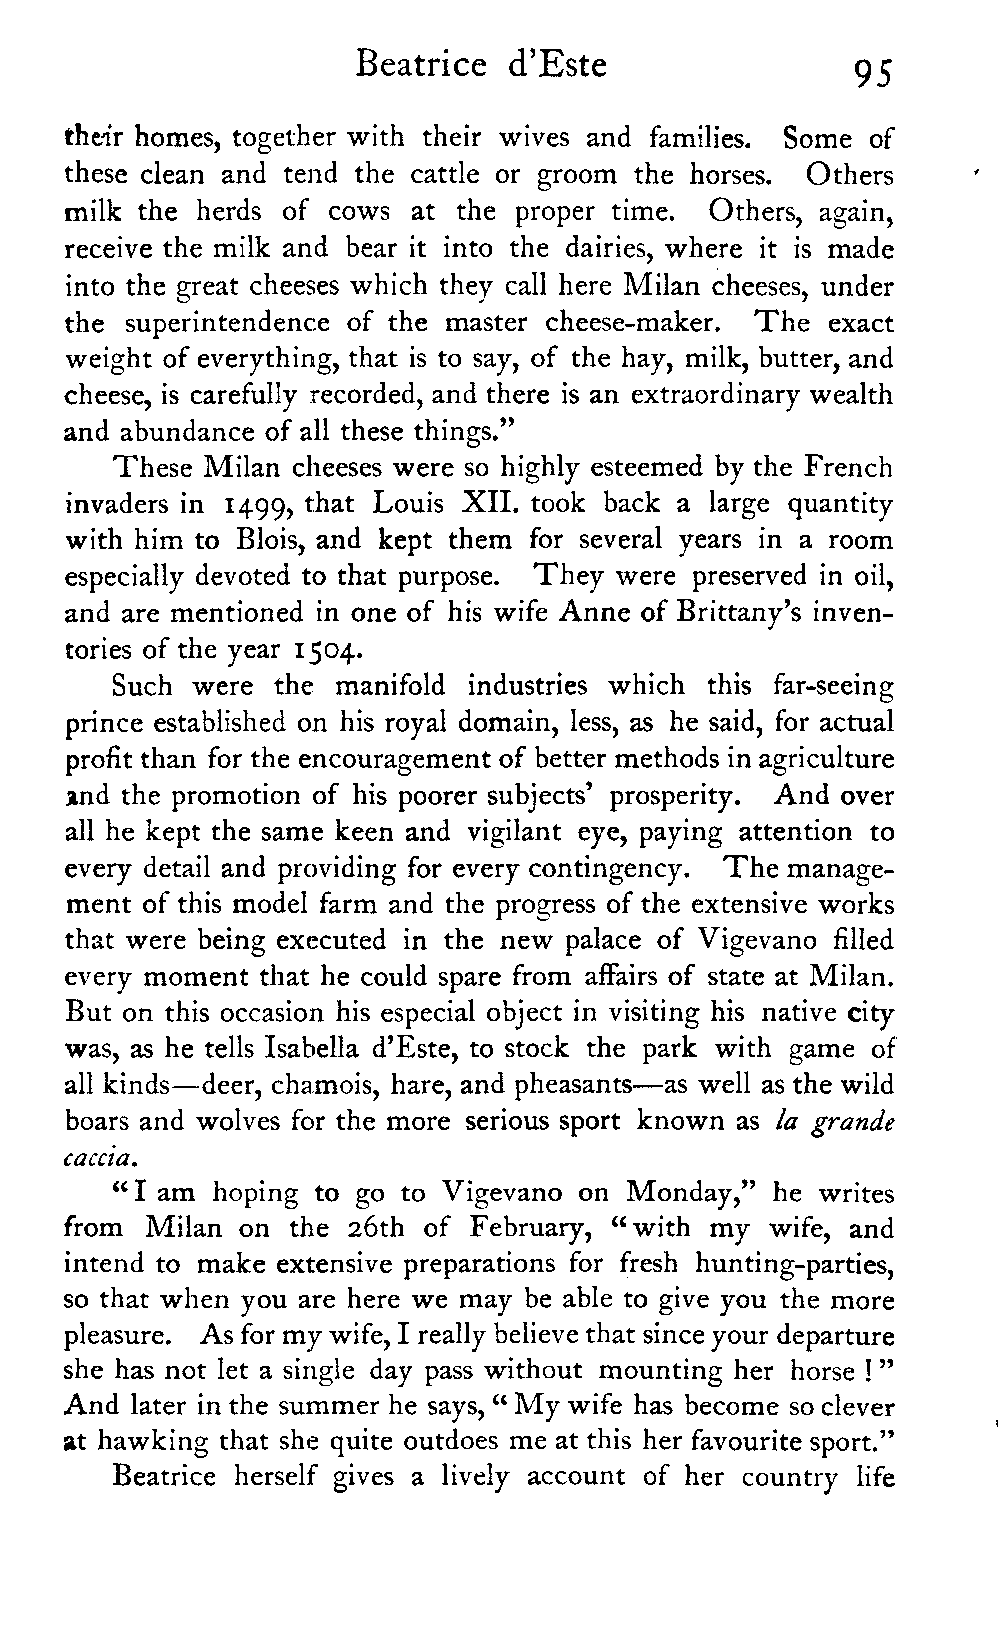 Beatrice d'Este 95
their homes, together with their wives and families. Some of
these clean and tend the cattle or groom the horses. Others
milk the herds of cows at the proper time. Others, again,
receive the milk and bear it into the dairies, where it is made
into the great cheeses which they call here Milan cheeses, under
the superintendence of the master cheese-maker. The exact
weight of everything, that is to say, of the hay, milk, butter, and
cheese, is carefully recorded, and there is an extraordinary wealth
and abundance of all these things.”
These Milan cheeses were so highly esteemed by the French
invaders in 1499, that Louis XII. took back a large quantity
with him to Blois, and kept them for several years in a room
especially devoted to that purpose. They were preserved in oil,
and are mentioned in one of his wife Anne of Brittany's inven-
tories of the year 1504.
Such were the manifold industries which this far-seeing
prince established on his royal domain, less, as he said, for actual
profit than for the encouragement of better methods in agriculture
and the promotion of his poorer subjects' prosperity. And over
all he kept the same keen and vigilant eye, paying attention to
every detail and providing for every contingency. The manage-
ment of this model farm and the progress of the extensive works
that were being executed in the new palace of Vigevano filled
every moment that he could spare from affairs of state at Milan.
But on this occasion his especial object in visiting his native city
was, as he tells Isabella d'Este, to stock the park with game of
all kinds—deer, chamois, hare, and pheasants—as well as the wild
boars and wolves for the more serious sport known as la grande
caccia.
“I am hoping to go to Vigevano on Monday,” he writes
from Milan on the 26th of February, “with my wife, and
intend to make extensive preparations for fresh hunting-parties,
so that when you are here we may be able to give you the more
pleasure. As for my wife, I really believe that since your departure
she has not let a single day pass without mounting her horse!”
And later in the summer he says, “My wife has become so clever
at hawking that she quite outdoes me at this her favourite sport.”
Beatrice herself gives a lively account of her country life